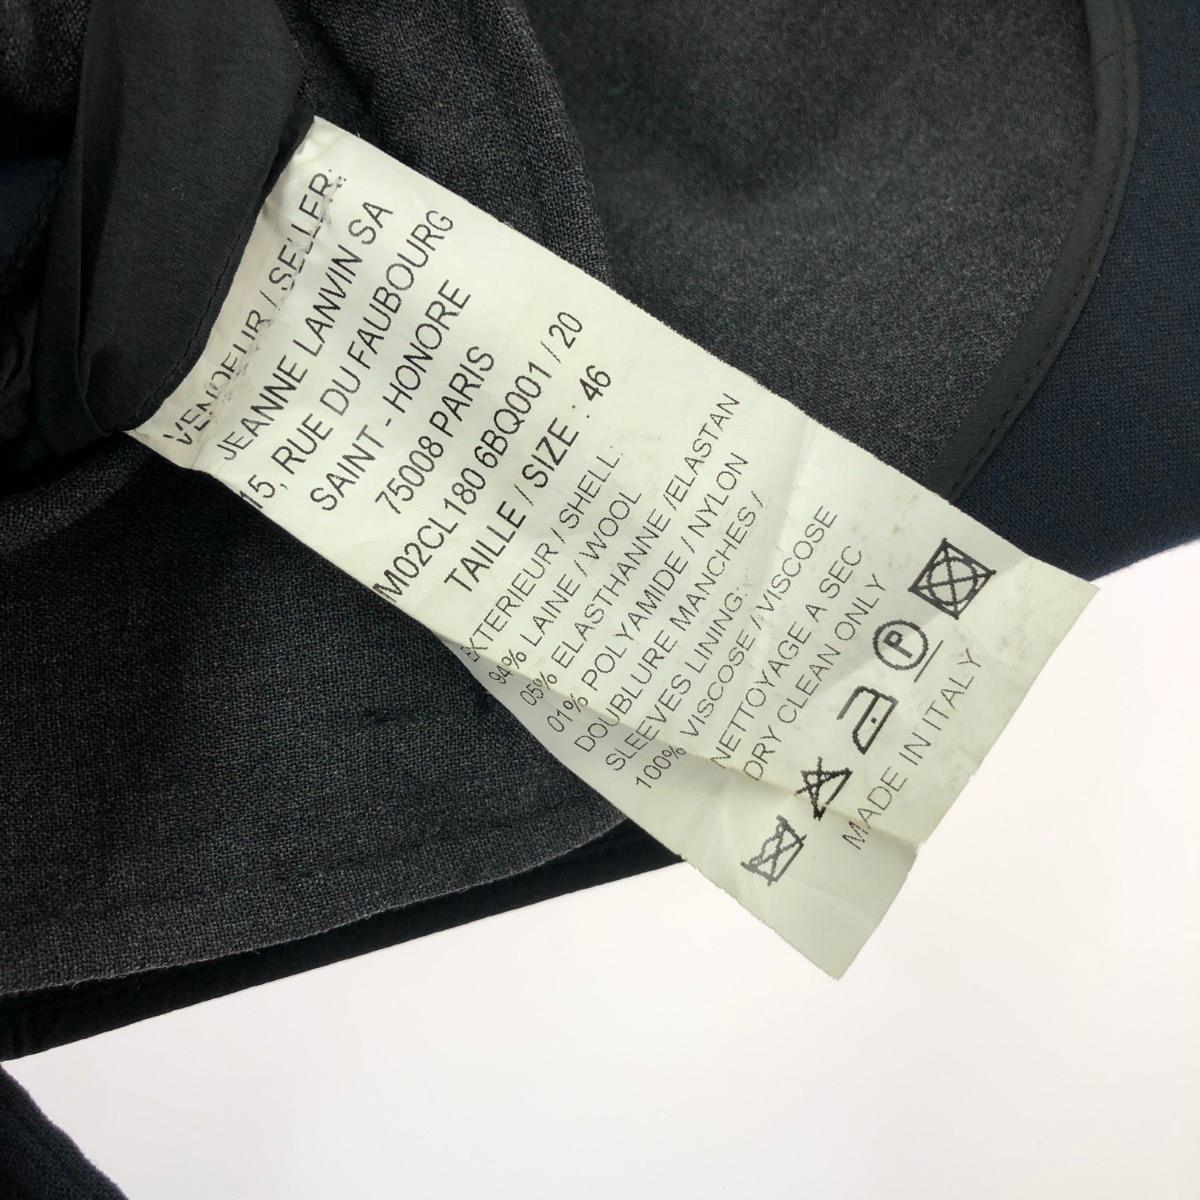 VENDEUR / SELLER:
JEANNE LANVIN SA
15, RUE DU FAUBOURG
SAINT - HONORE
75008 PARIS
M02CL180 6BQ001 / 20
TAILLE / SIZE : 46
EXTERIEUR / SHELL:
94% LAINE / WOOL
05% ELASTHANNE /ELASTAN
01% POLYAMIDE / NYLON
DOUBLURE MANCHES /
SLEEVES LINING:
100% VISCOSE / VISCOSE
NETTOYAGE A SEC
DRY CLEAN ONLY
P
MADE IN ITALY